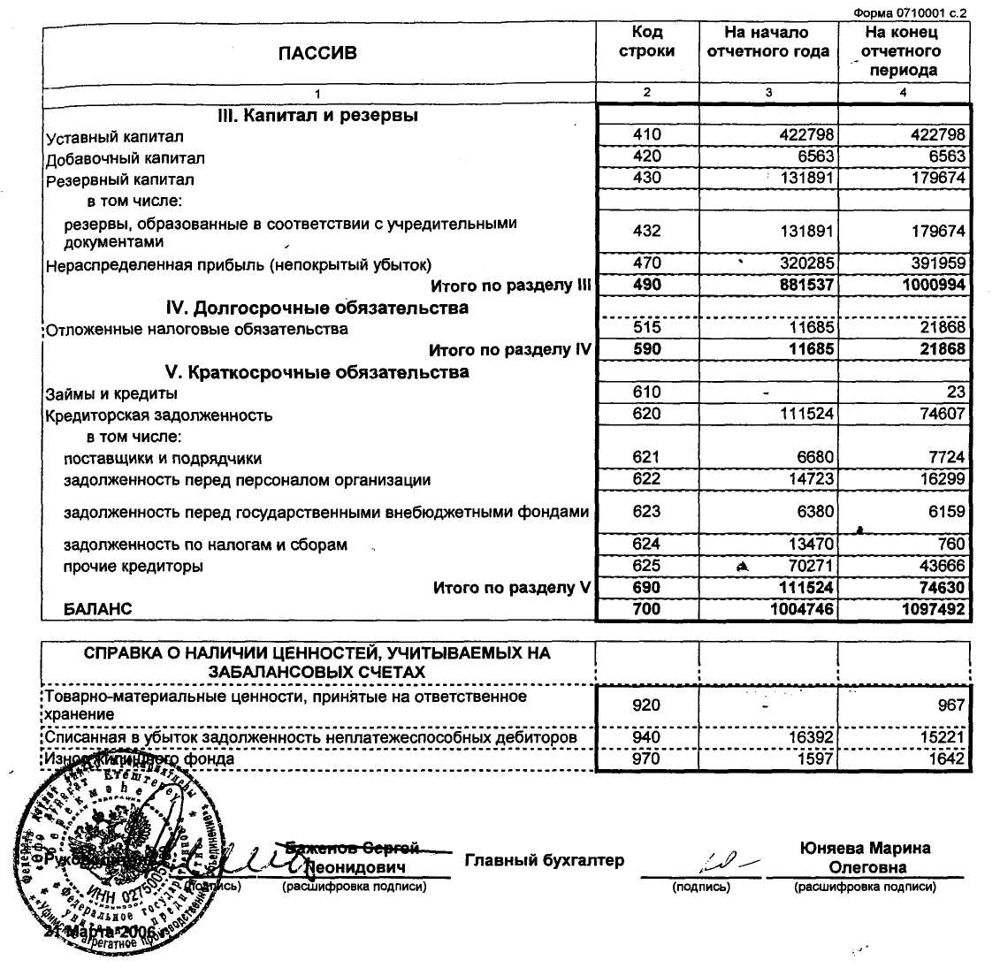 Форма 0710001 с.2
ПАССИВ Код строки На начало отчетного года На конец отчетного периода
1 2 3 4
III. Капитал и резервы
Уставный капитал 410 422798 422798
Добавочный капитал 420 6563 6563
Резервный капитал 430 131891 179674
в том числе:
резервы, образованные в соответствии с учредительными
документами 432 131891 179674
Нераспределенная прибыль (непокрытый убыток) 470 320285 391959
Итого по разделу III 490 881537 1000994
IV. Долгосрочные обязательства
Отложенные налоговые обязательства 515 11685 21868
Итого по разделу IV 590 11685 21868
V. Краткосрочные обязательства
Займы и кредиты 610 - 23
Кредиторская задолженность 620 111524 74607
в том числе:
поставщики и подрядчики 621 6680 7724
задолженность перед персоналом организации 622 14723 16299
задолженность перед государственными внебюджетными фондами 623 6380 6159
задолженность по налогам и сборам 624 13470 760
прочие кредиторы 625 70271 43666
Итого по разделу V 690 111524 74630
БАЛАНС 700 1004746 1097492
СПРАВКА О НАЛИЧИИ ЦЕННОСТЕЙ, УЧИТЫВАЕМЫХ НА
ЗАБАЛАНСОВЫХ СЧЕТАХ
Товарно-материальные ценности, принятые на ответственное
хранение 920 - 967
Списанная в убыток задолженность неплатежеспособных дебиторов 940 16392 15221
Износ жилищного фонда 970 1597 1642
Баженов Сергей
Леонидович
Главный бухгалтер
Юняева Марина
Олеговна
(подпись) (расшифровка подписи) (подпись) (расшифровка подписи)
ИНН 0275005
21 Марта 2006 г.